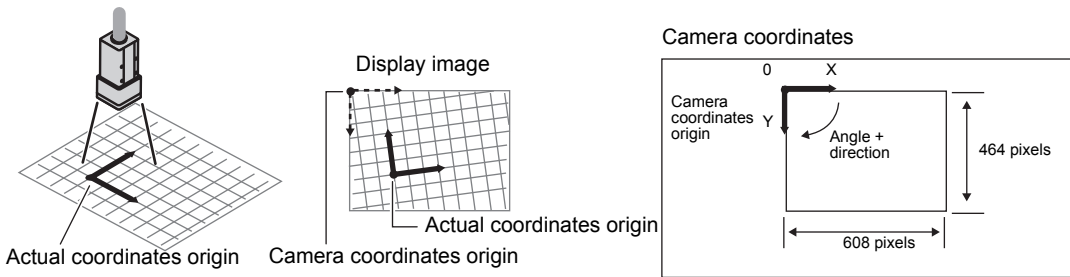 Actual coordinates origin
Display image
Actual coordinates origin
Camera coordinates origin
Camera coordinates
0 X
Camera
coordinates
origin
Y
Angle +
direction
464 pixels
608 pixels